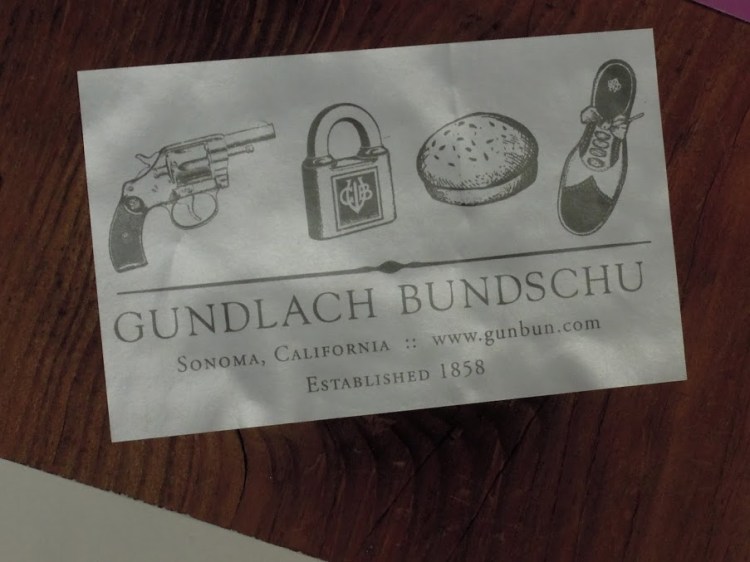 GUNDLACH BUNDSCHU
SONOMA, CALIFORNIA :: www.gunbun.com
ESTABLISHED 1858